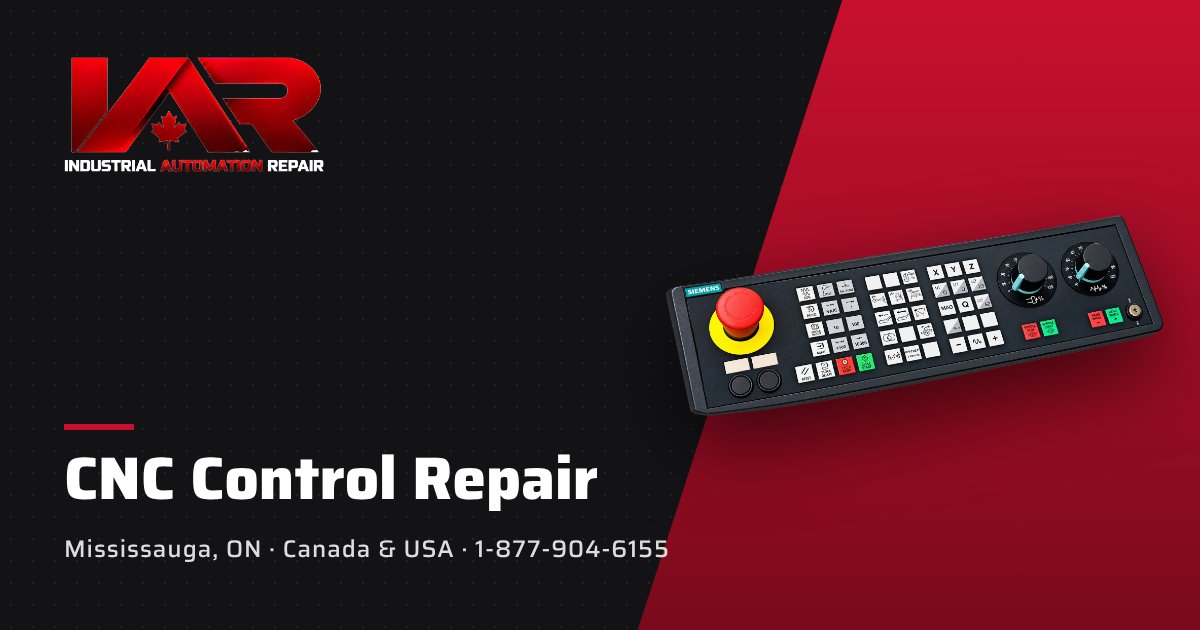 IAR
INDUSTRIAL AUTOMATION REPAIR
SIEMENS
X Y Z
Q
CNC Control Repair
Mississauga, ON · Canada & USA · 1-877-904-6155